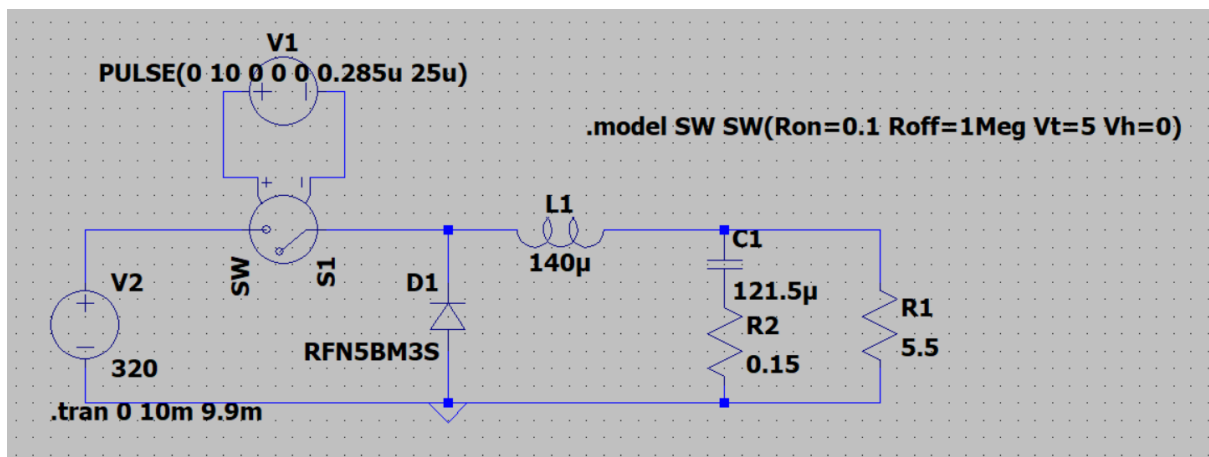 V1
PULSE(0 10 0 0 0 0.285u 25u)
.model SW SW(Ron=0.1 Roff=1Meg Vt=5 Vh=0)
+
−
L1
140µ
SW
S1
V2
320
D1
RFN5BM3S
C1
121.5µ
R2
0.15
R1
5.5
.tran 0 10m 9.9m